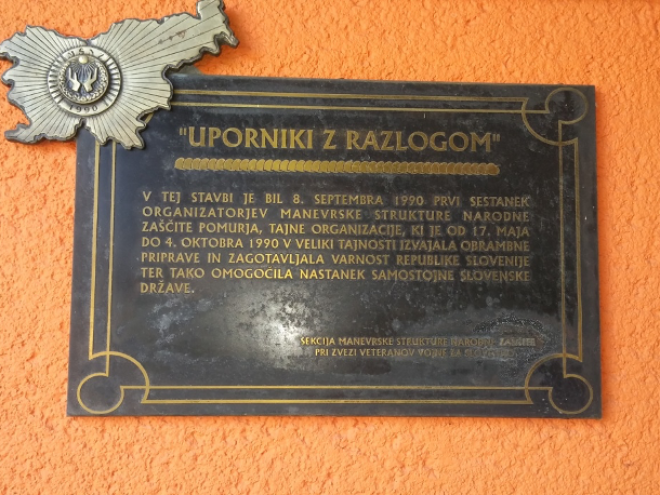 "UPORNIKI Z RAZLOGOM"
V TEJ STAVBI JE BIL 8. SEPTEMBRA 1990 PRVI SESTANEK
ORGANIZATORJEV MANEVRSKE STRUKTURE NARODNE
ZAŠČITE POMURJA, TAJNE ORGANIZACIJE, KI JE OD 17. MAJA
DO 4. OKTOBRA 1990 V VELIKI TAJNOSTI IZVAJALA OBRAMBNE
PRIPRAVE IN ZAGOTAVLJALA VARNOST REPUBLIKE SLOVENIJE
TER TAKO OMOGOČILA NASTANEK SAMOSTOJNE SLOVENSKE
DRŽAVE.
SEKCIJA MANEVRSKE STRUKTURE NARODNE ZAŠČITE
PRI ZVEZI VETERANOV VOJNE ZA